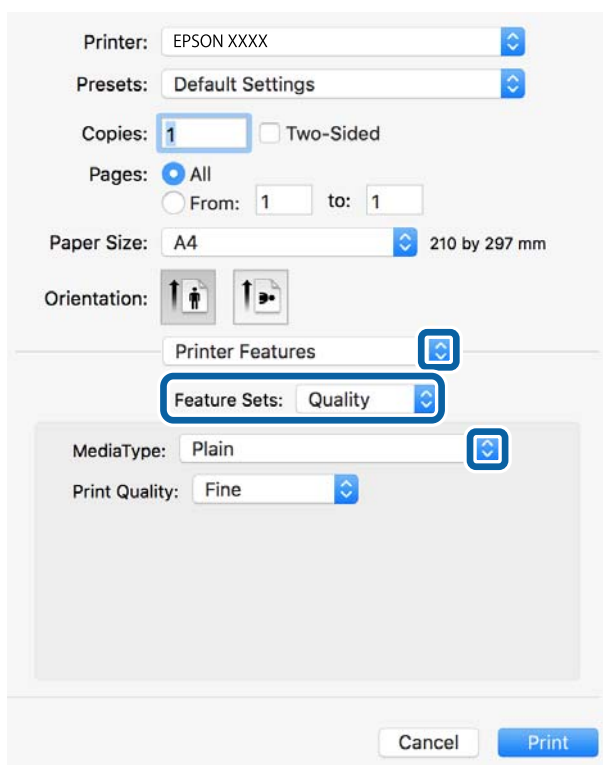 Printer: EPSON XXXX
Presets: Default Settings
Copies: 1 Two-Sided
Pages: All
From: 1 to: 1
Paper Size: A4 210 by 297 mm
Orientation:
Printer Features
Feature Sets: Quality
MediaType: Plain
Print Quality: Fine
Cancel Print